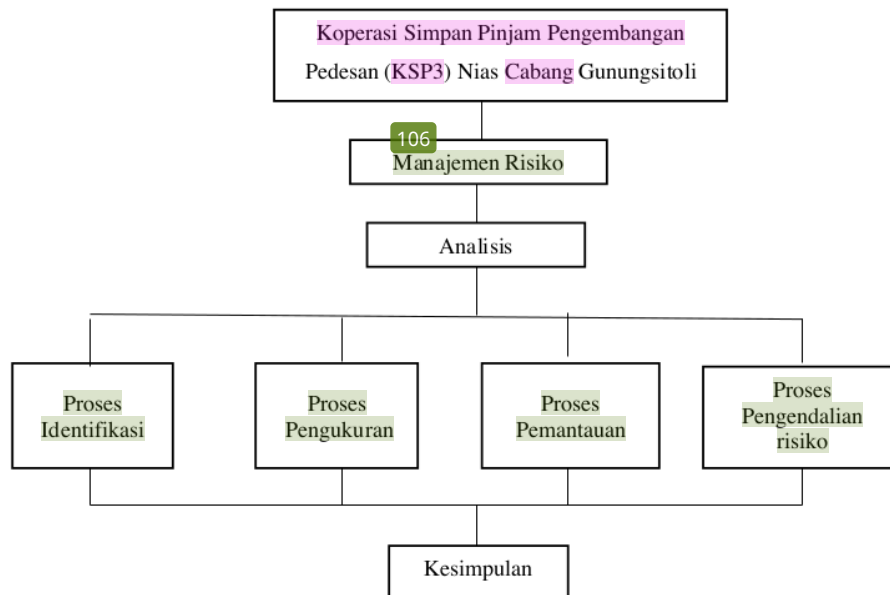 Koperasi Simpan Pinjam Pengembangan
Pedesan (KSP3) Nias Cabang Gunungsitoli
106
Manajemen Risiko
Analisis
Proses
Identifikasi
Proses
Pengukuran
Proses
Pemantauan
Proses
Pengendalian
risiko
Kesimpulan